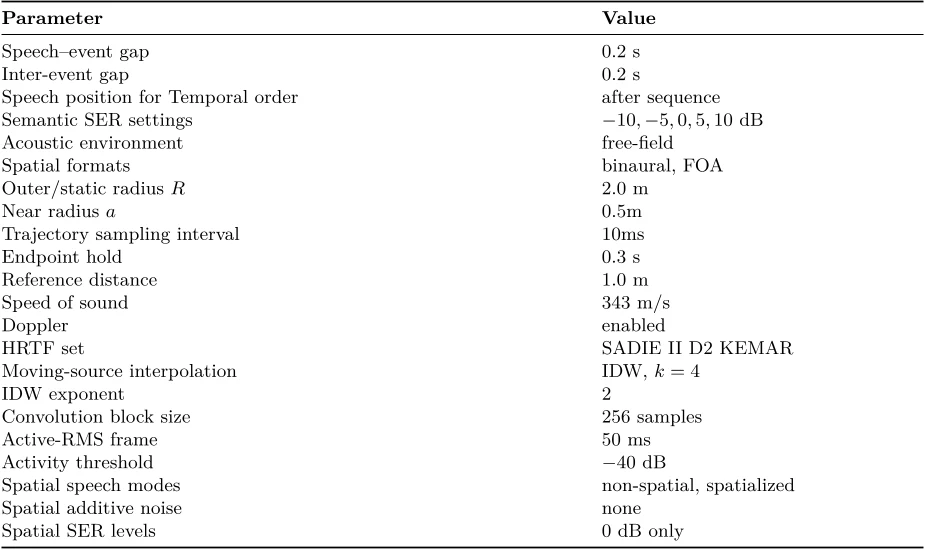 Parameter Value
Speech–event gap 0.2 s
Inter-event gap 0.2 s
Speech position for Temporal order after sequence
Semantic SER settings −10, −5, 0, 5, 10 dB
Acoustic environment free-field
Spatial formats binaural, FOA
Outer/static radius R 2.0 m
Near radius a 0.5m
Trajectory sampling interval 10ms
Endpoint hold 0.3 s
Reference distance 1.0 m
Speed of sound 343 m/s
Doppler enabled
HRTF set SADIE II D2 KEMAR
Moving-source interpolation IDW, k = 4
IDW exponent 2
Convolution block size 256 samples
Active-RMS frame 50 ms
Activity threshold −40 dB
Spatial speech modes non-spatial, spatialized
Spatial additive noise none
Spatial SER levels 0 dB only